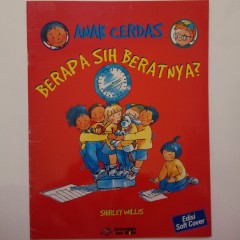 ANAK CERDAS
BERAPA SIH BERATNYA?
SHIRLEY WILLIS
Edisi
Soft Cover